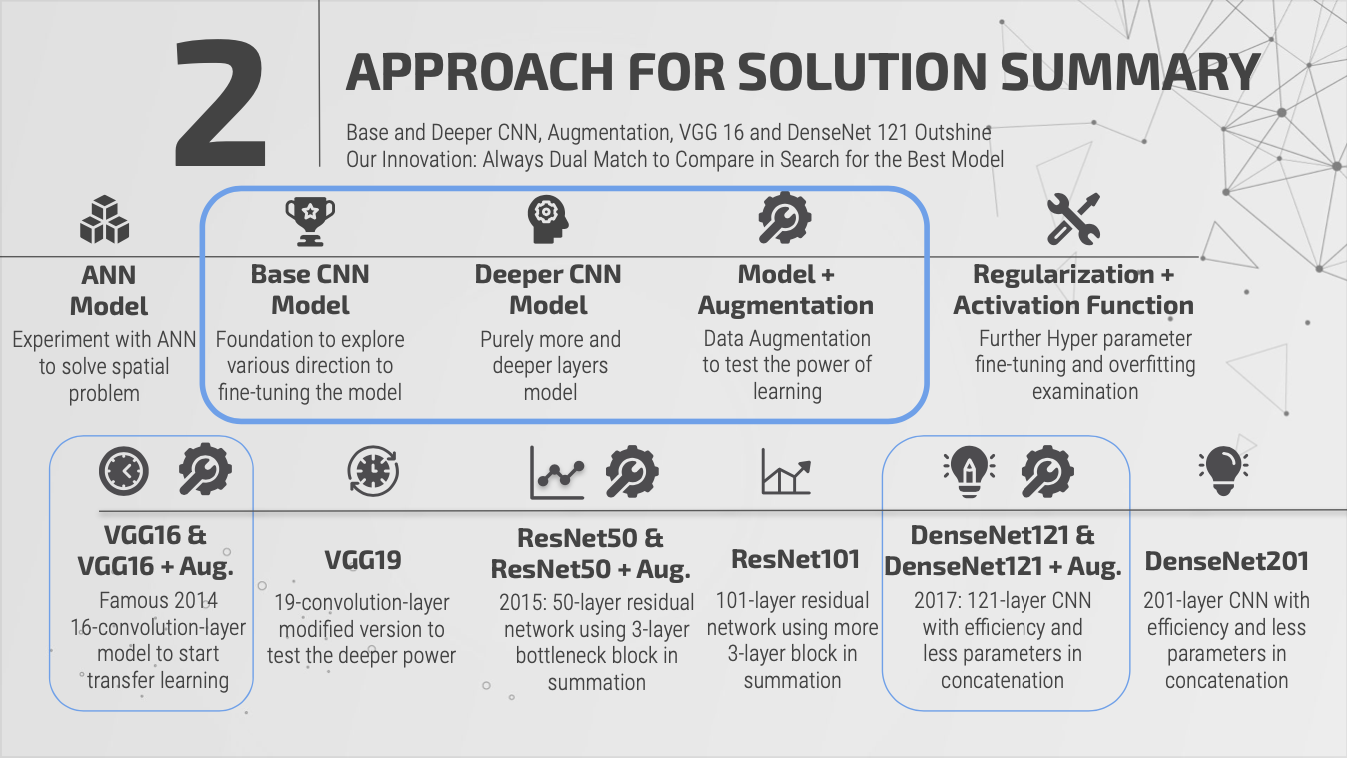 2
APPROACH FOR SOLUTION SUMMARY
Base and Deeper CNN, Augmentation, VGG 16 and DenseNet 121 Outshine
Our Innovation: Always Dual Match to Compare in Search for the Best Model
ANN
Model
Experiment with ANN
to solve spatial
problem
Base CNN
Model
Foundation to explore
various direction to
fine-tuning the model
Deeper CNN
Model
Purely more and
deeper layers
model
Model +
Augmentation
Data Augmentation
to test the power of
learning
Regularization +
Activation Function
Further Hyper parameter
fine-tuning and overfitting
examination
VGG16 &
VGG16 + Aug.
Famous 2014
16-convolution-layer
model to start
transfer learning
VGG19
19-convolution-layer
modified version to
test the deeper power
ResNet50 &
ResNet50 + Aug.
2015: 50-layer residual
network using 3-layer
bottleneck block in
summation
ResNet101
101-layer residual
network using more
3-layer block in
summation
DenseNet121 &
DenseNet121 + Aug.
2017: 121-layer CNN
with efficiency and
less parameters in
concatenation
DenseNet201
201-layer CNN with
efficiency and less
parameters in
concatenation